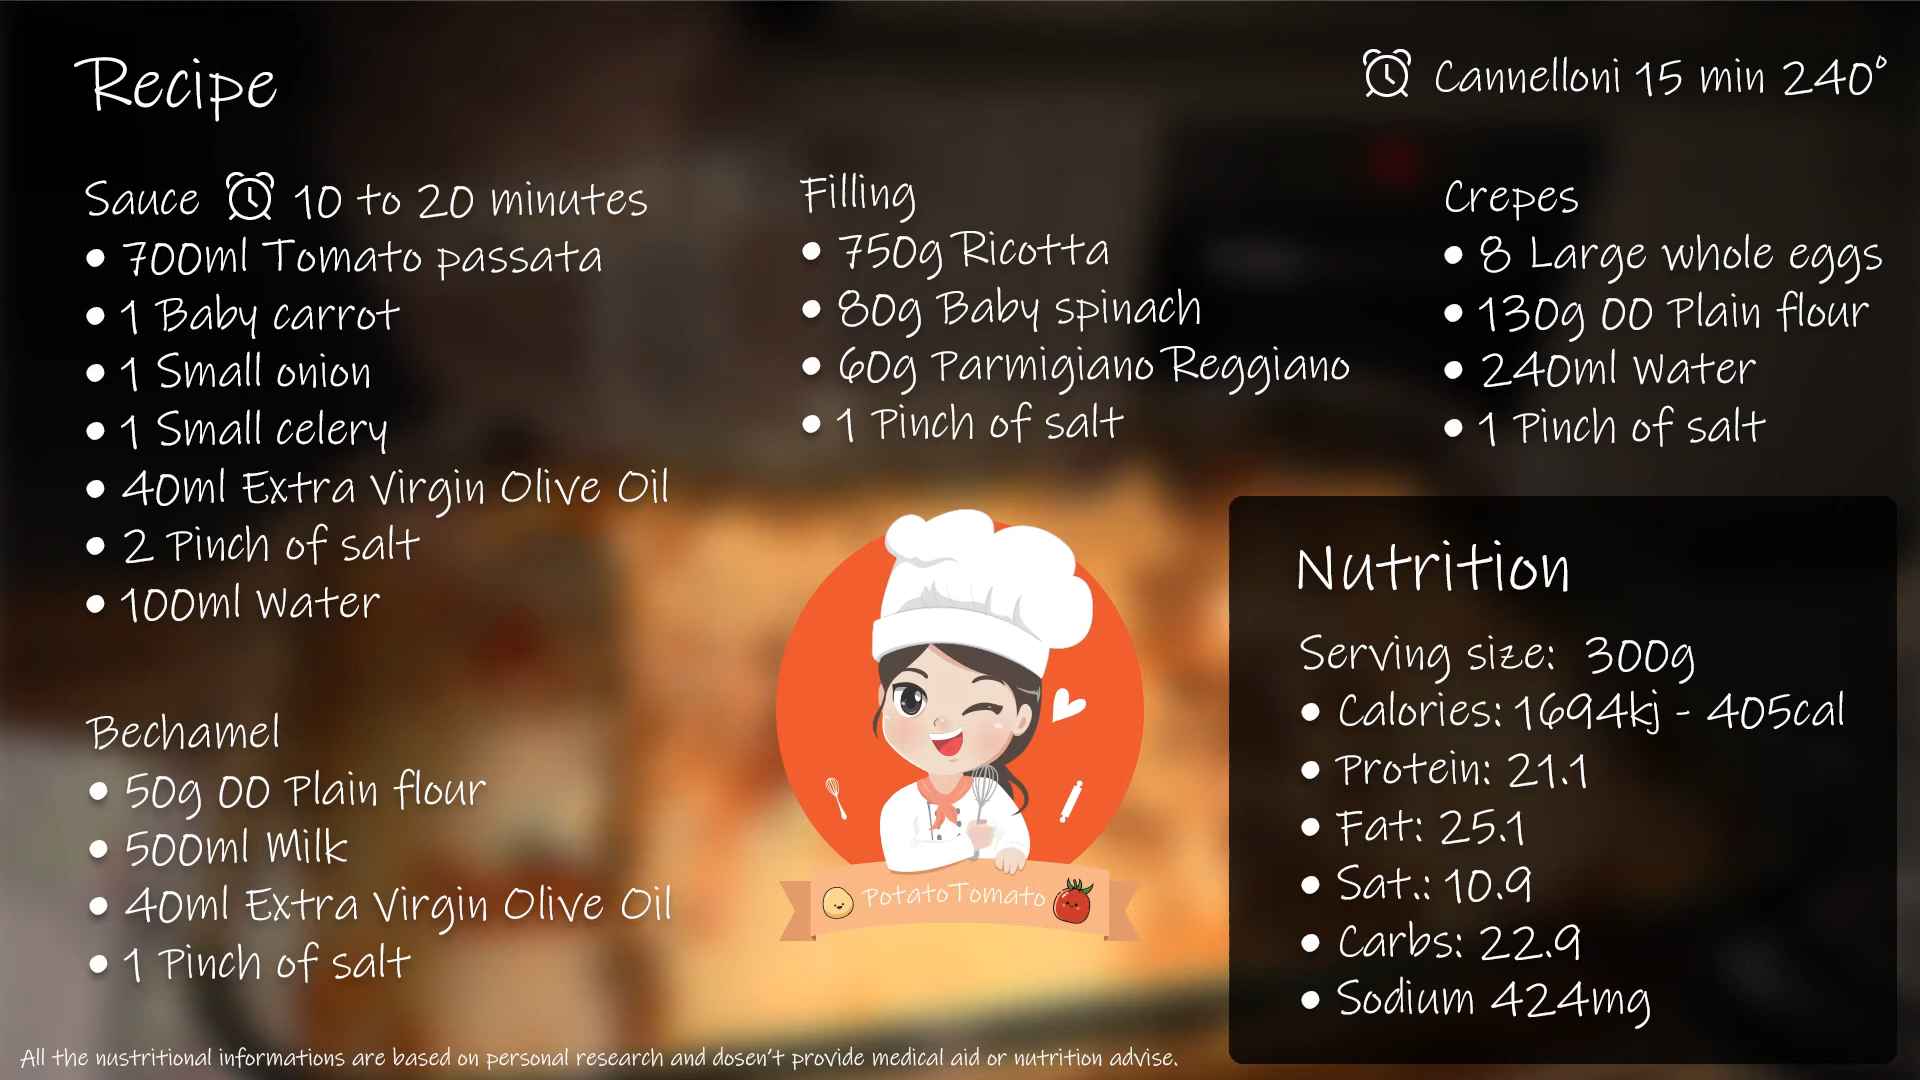 Recipe
Cannelloni 15 min 240°
Sauce 10 to 20 minutes
• 700ml Tomato passata
• 1 Baby carrot
• 1 Small onion
• 1 Small celery
• 40ml Extra Virgin Olive Oil
• 2 Pinch of salt
• 100ml Water
Filling
• 750g Ricotta
• 80g Baby spinach
• 60g Parmigiano Reggiano
• 1 Pinch of salt
Crepes
• 8 Large whole eggs
• 130g 00 Plain flour
• 240ml Water
• 1 Pinch of salt
Bechamel
• 50g 00 Plain flour
• 500ml Milk
• 40ml Extra Virgin Olive Oil
• 1 Pinch of salt
PotatoTomato
Nutrition
Serving size: 300g
• Calories: 1694kj - 405cal
• Protein: 21.1
• Fat: 25.1
• Sat.: 10.9
• Carbs: 22.9
• Sodium 424mg
All the nustritional informations are based on personal research and dosen't provide medical aid or nutrition advise.